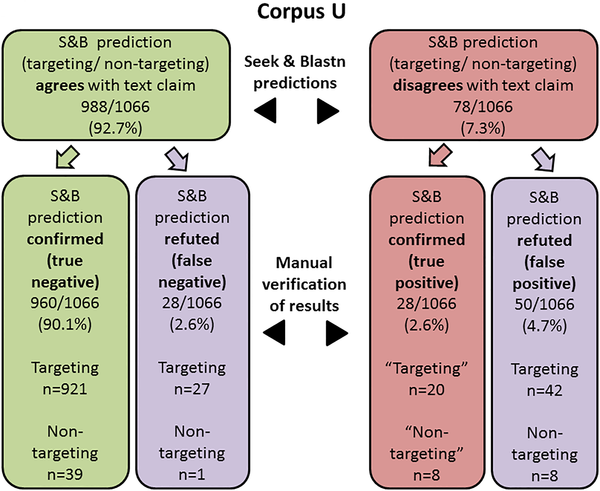 Corpus U
S&B prediction
(targeting/ non-targeting)
agrees with text claim
988/1066
(92.7%)
Seek & Blastn
predictions
S&B prediction
(targeting/ non-targeting)
disagrees with text claim
78/1066
(7.3%)
S&B
prediction
confirmed
(true
negative)
960/1066
(90.1%)
Targeting
n=921
Non-
targeting
n=39
S&B
prediction
refuted
(false
negative)
28/1066
(2.6%)
Targeting
n=27
Non-
targeting
n=1
Manual
verification
of results
S&B
prediction
confirmed
(true
positive)
28/1066
(2.6%)
“Targeting”
n=20
“Non-
targeting”
n=8
S&B
prediction
refuted
(false
positive)
50/1066
(4.7%)
Targeting
n=42
Non-
targeting
n=8